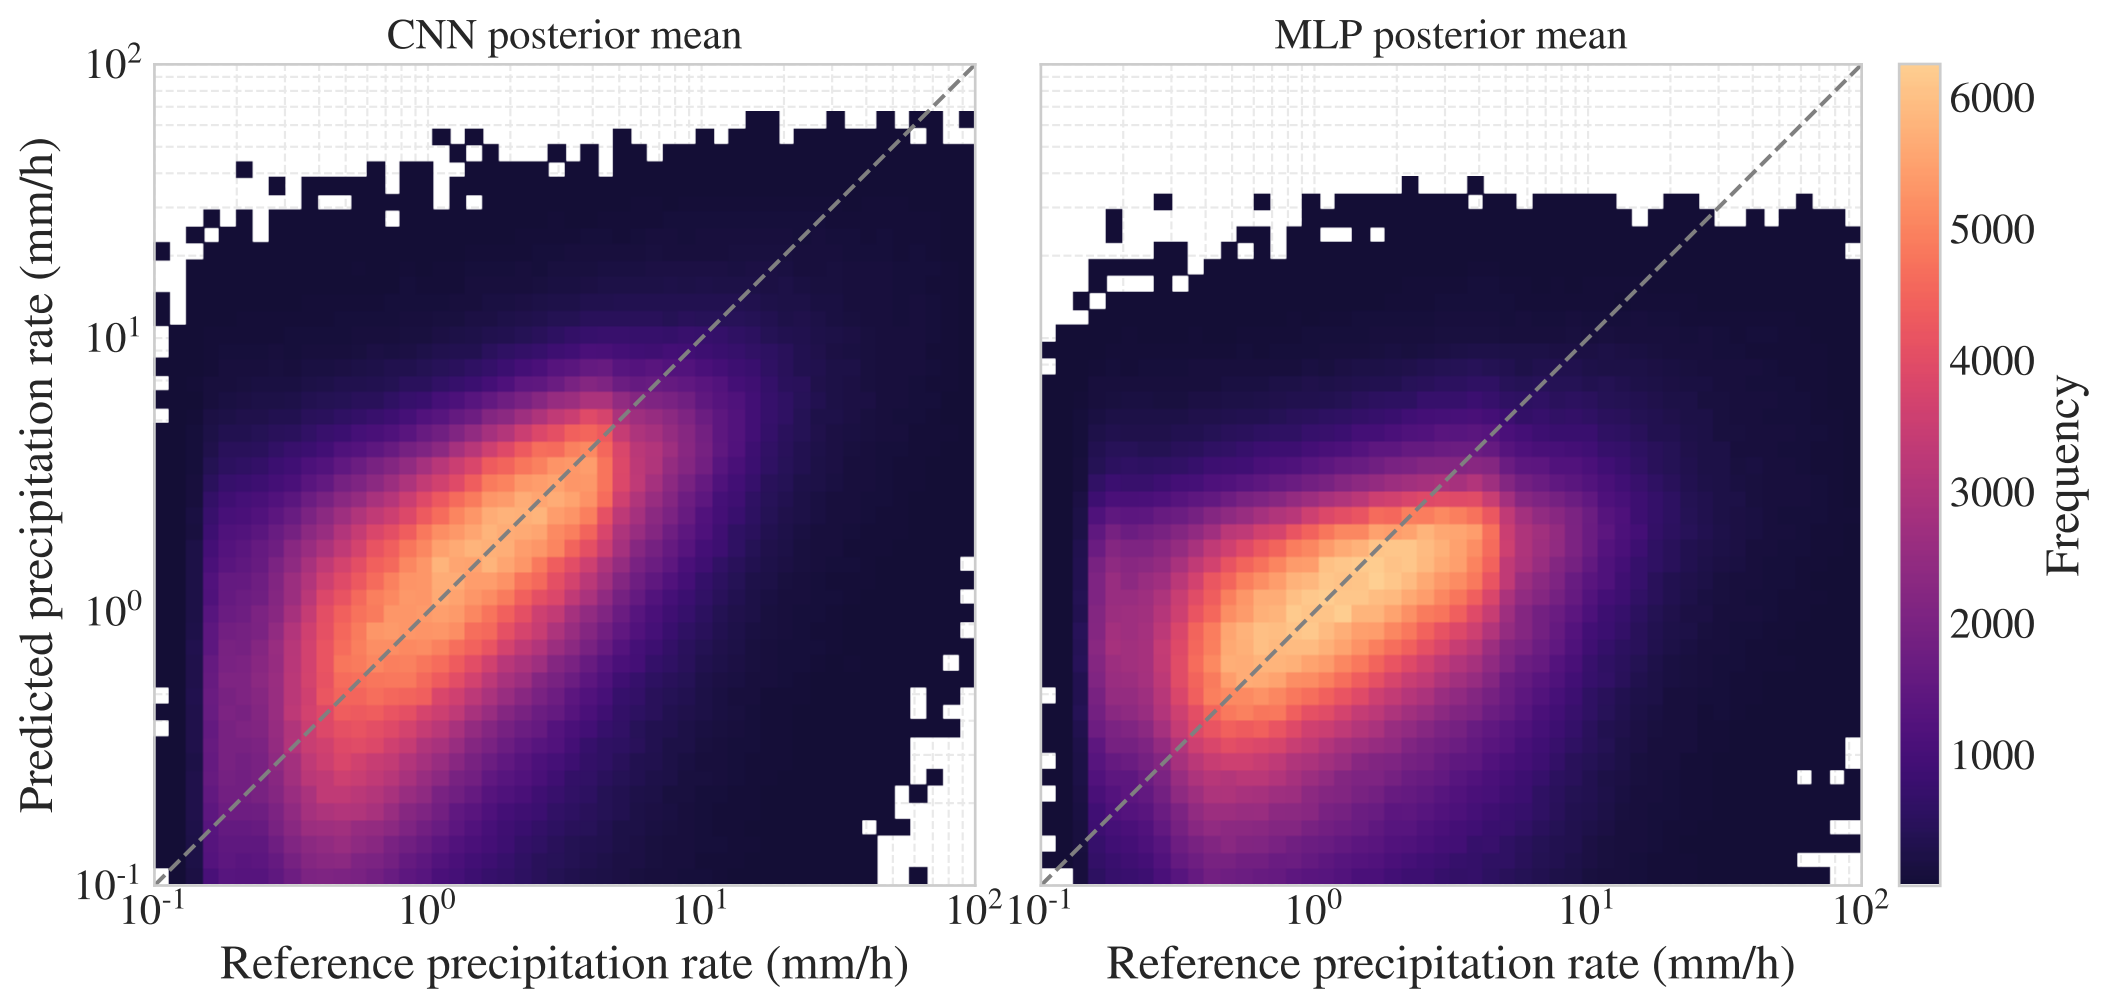 CNN posterior mean
MLP posterior mean
Predicted precipitation rate (mm/h)
10²
10¹
10⁰
10⁻¹
10⁻¹ 10⁰ 10¹ 10²
10⁻¹ 10⁰ 10¹ 10²
Reference precipitation rate (mm/h)
Reference precipitation rate (mm/h)
6000
5000
4000
3000
2000
1000
Frequency